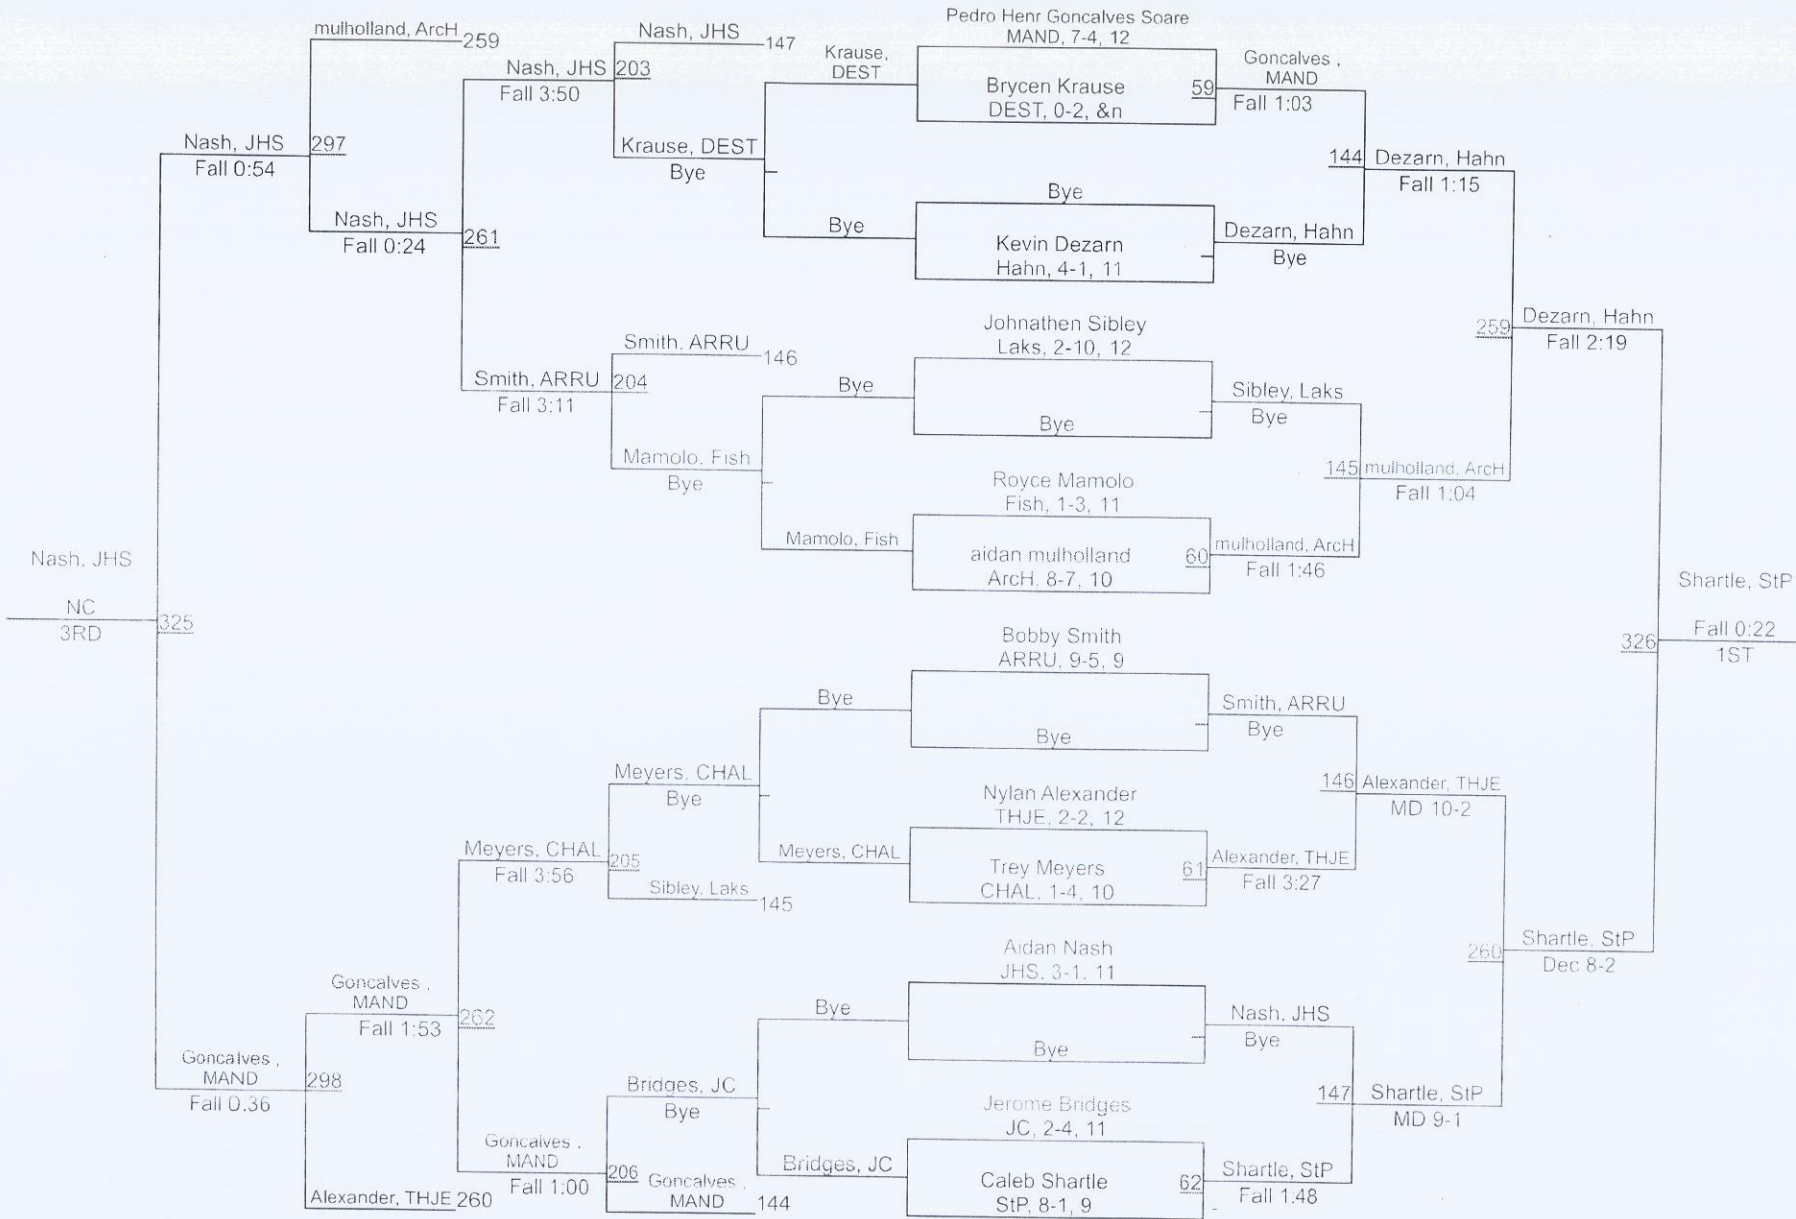 Pedro Henr Goncalves Soare
MAND, 7-4, 12
Brycen Krause
DEST, 0-2, &n
59
Bye
Kevin Dezarn
Hahn, 4-1, 11
Johnathen Sibley
Laks, 2-10, 12
Bye
Royce Mamolo
Fish, 1-3, 11
aidan mulholland
ArcH, 8-7, 10
60
Bobby Smith
ARRU, 9-5, 9
Bye
Nylan Alexander
THJE, 2-2, 12
Trey Meyers
CHAL, 1-4, 10
61
Aidan Nash
JHS, 3-1, 11
Bye
Jerome Bridges
JC, 2-4, 11
Caleb Shartle
StP, 8-1, 9
62
Goncalves ,
MAND
Fall 1:03
144
Dezarn, Hahn
Bye
Sibley, Laks
Bye
145
mulholland, ArcH
Fall 1:46
Smith, ARRU
Bye
146
Alexander, THJE
Fall 3:27
Nash, JHS
Bye
147
Shartle, StP
Fall 1:48
Dezarn, Hahn
Fall 1:15
259
mulholland, ArcH
Fall 1:04
Alexander, THJE
MD 10-2
260
Shartle, StP
MD 9-1
Dezarn, Hahn
Fall 2:19
326
Shartle, StP
Dec 8-2
Shartle, StP
Fall 0:22
1ST
Krause,
DEST
Bye
Bye
Mamolo, Fish
Bye
Meyers, CHAL
Bye
Bridges, JC
Nash, JHS
147
203
Krause, DEST
Bye
Smith, ARRU
146
204
Mamolo, Fish
Bye
Meyers, CHAL
Bye
205
Sibley, Laks
145
Bridges, JC
Bye
206
Goncalves ,
MAND
144
Nash, JHS
Fall 3:50
261
Smith, ARRU
Fall 3:11
Meyers, CHAL
Fall 3:56
262
Goncalves ,
MAND
Fall 1:00
mulholland, ArcH
259
297
Nash, JHS
Fall 0:24
Goncalves ,
MAND
Fall 1:53
298
Alexander, THJE
260
Nash, JHS
Fall 0:54
325
Goncalves ,
MAND
Fall 0:36
Nash, JHS
NC
3RD